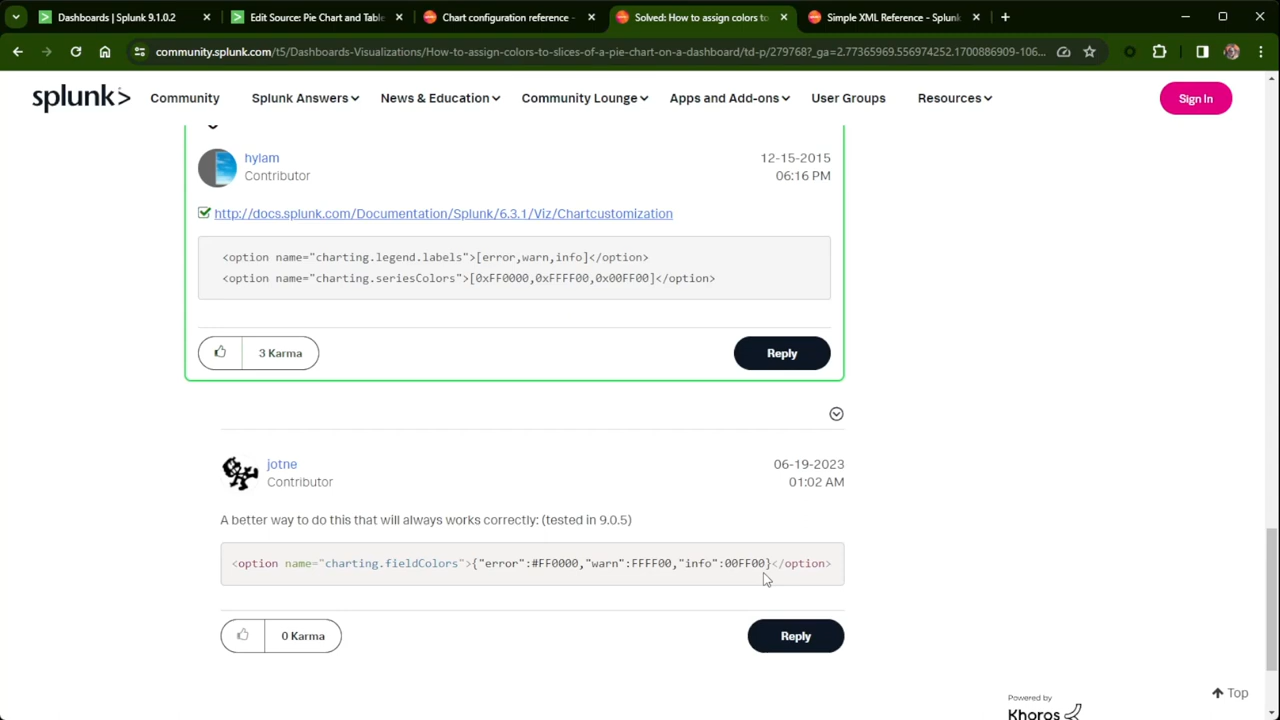 Dashboards | Splunk 9.1.0.2
Edit Source: Pie Chart and Table
Chart configuration reference -
Solved: How to assign colors to
Simple XML Reference - Splunk
community.splunk.com/t5/Dashboards-Visualizations/How-to-assign-colors-to-slices-of-a-pie-chart-on-a-dashboard/td-p/279768?_ga=2.77365969.556974252.1700886909-106...
splunk>
Community
Splunk Answers
News & Education
Community Lounge
Apps and Add-ons
User Groups
Resources
Sign In
hylam
12-15-2015
Contributor
06:16 PM
http://docs.splunk.com/Documentation/Splunk/6.3.1/Viz/Chartcustomization
<option name="charting.legend.labels">[error,warn,info]</option>
<option name="charting.seriesColors">[0xFF0000,0xFFFF00,0x00FF00]</option>
3 Karma
Reply
jotne
06-19-2023
Contributor
01:02 AM
A better way to do this that will always works correctly: (tested in 9.0.5)
<option name="charting.fieldColors">{"error":#FF0000,"warn":FFFF00,"info":00FF00}</option>
0 Karma
Reply
Top
Powered by
Khoros